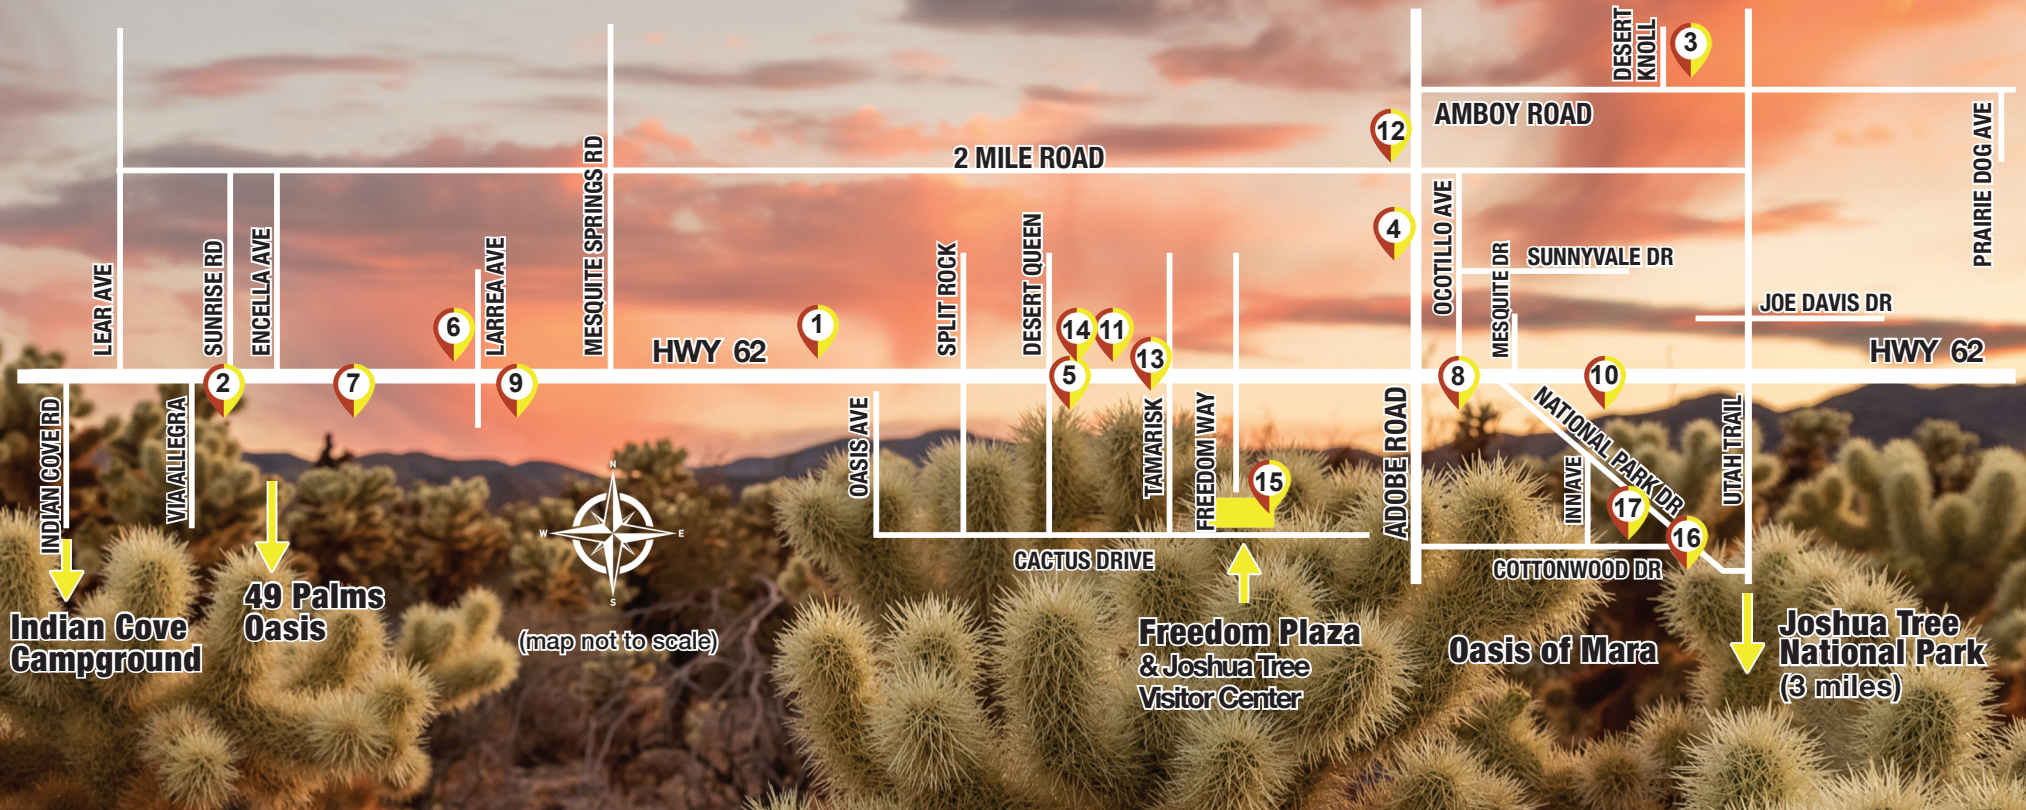 DESERT
KNOLL
3
AMBOY ROAD
12
2 MILE ROAD
PRAIRIE DOG AVE
LEAR AVE
SUNRISE RD
ENCELLA AVE
LARREA AVE
MESQUITE SPRINGS RD
SPLIT ROCK
DESERT QUEEN
4
OCOTILLO AVE
MESQUITE DR
SUNNYVALE DR
JOE DAVIS DR
6
1
14
11
13
HWY 62
HWY 62
2
7
9
5
8
10
INDIAN COVE RD
VIA ALLEGRA
OASIS AVE
TAMARISK
FREEDOM WAY
ADOBE ROAD
NATIONAL PARK DR
INN AVE
UTAH TRAIL
15
17
16
N
W
E
S
CACTUS DRIVE
COTTONWOOD DR
Indian Cove
Campground
49 Palms
Oasis
(map not to scale)
Freedom Plaza
& Joshua Tree
Visitor Center
Oasis of Mara
Joshua Tree
National Park
(3 miles)